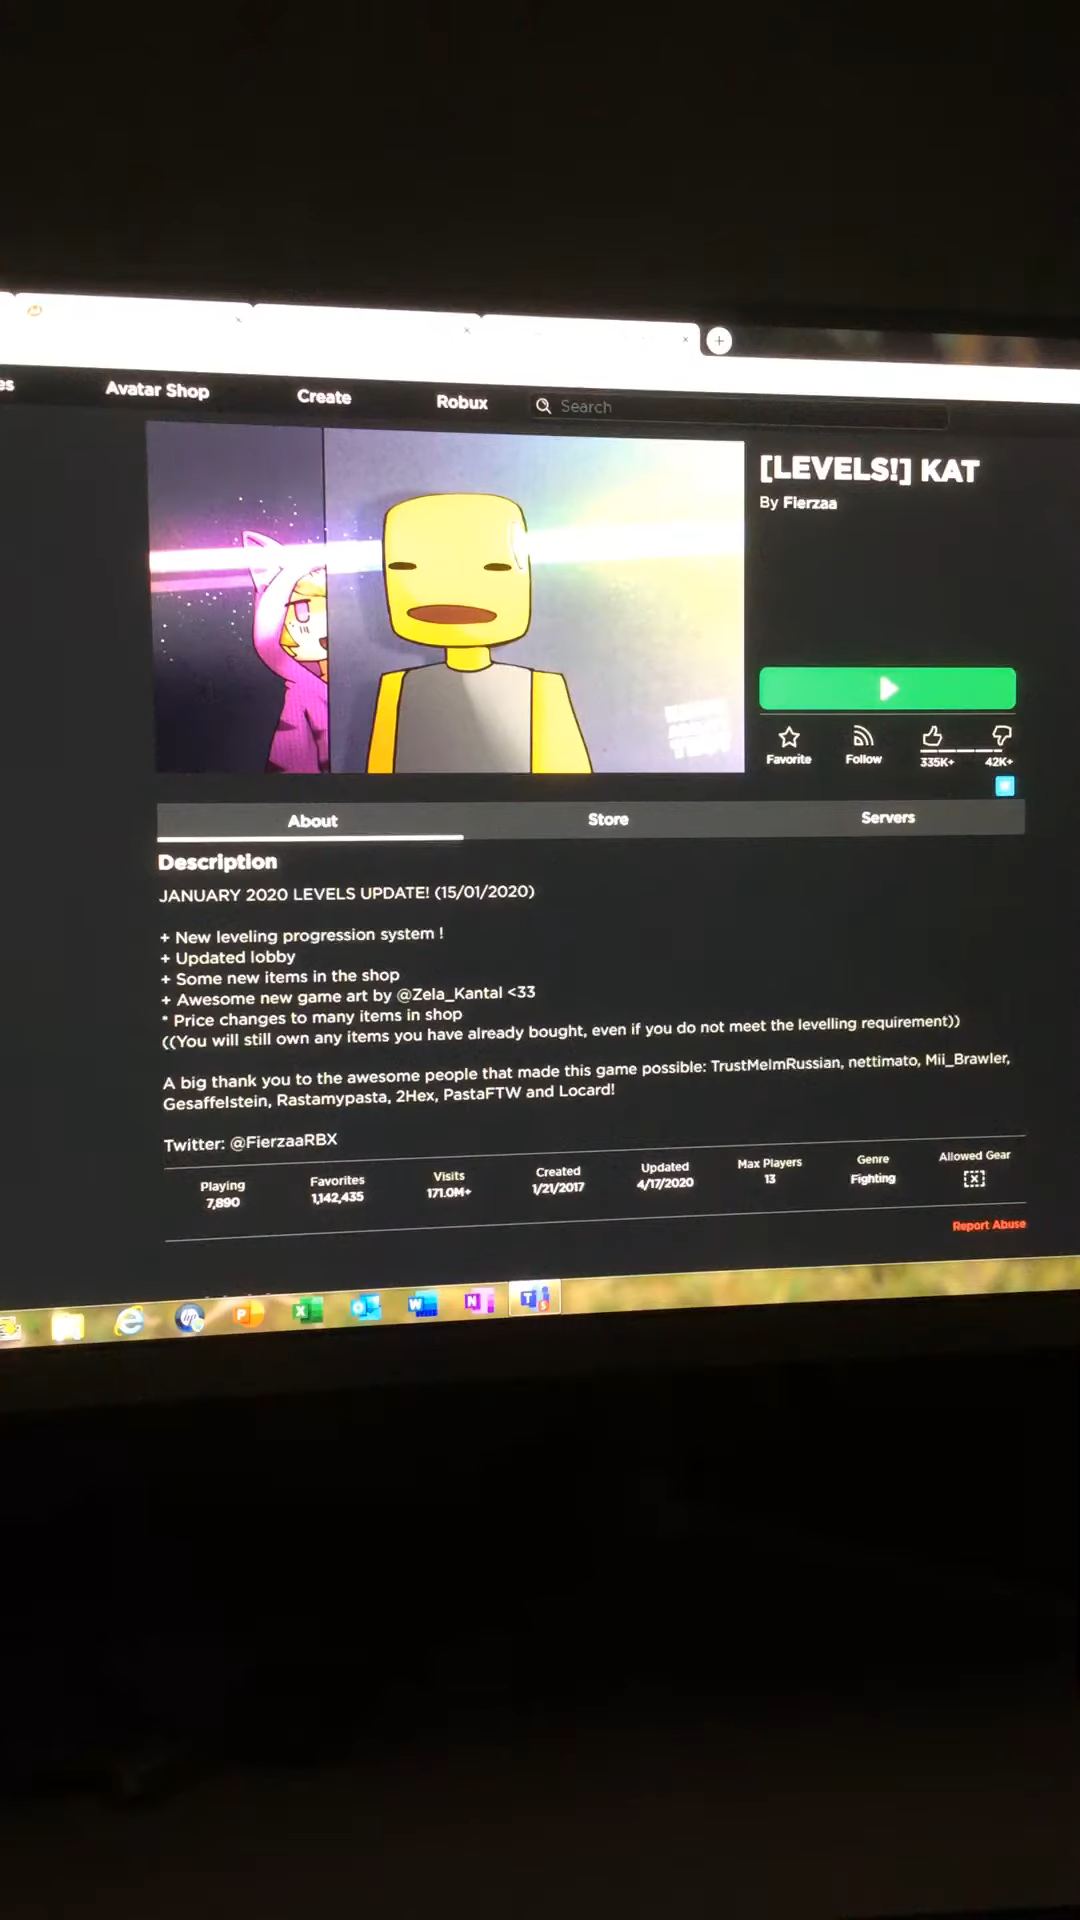 es Avatar Shop Create Robux Search
[LEVELS!] KAT
By Fierzaa
Favorite Follow 335K+ 42K+
About Store Servers
Description
JANUARY 2020 LEVELS UPDATE! (15/01/2020)
+ New leveling progression system !
+ Updated lobby
+ Some new items in the shop
+ Awesome new game art by @Zela_Kantal <33
* Price changes to many items in shop
((You will still own any items you have already bought, even if you do not meet the levelling requirement))
A big thank you to the awesome people that made this game possible: TrustMeImRussian, nettimato, Mii_Brawler,
Gesaffelstein, Rastamypasta, 2Hex, PastaFTW and Locard!
Twitter: @FierzaaRBX
Playing Favorites Visits Created Updated Max Players Genre Allowed Gear
7,890 1,142,435 171.0M+ 1/21/2017 4/17/2020 13 Fighting
Report Abuse